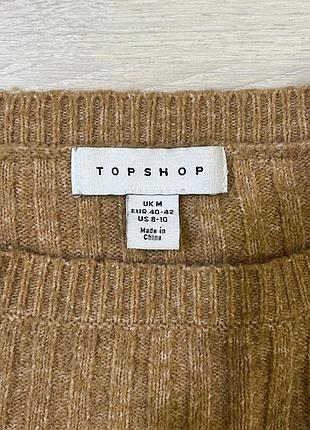 TOPSHOP
UK M
EUR 40-42
US 8-10
Made in
China